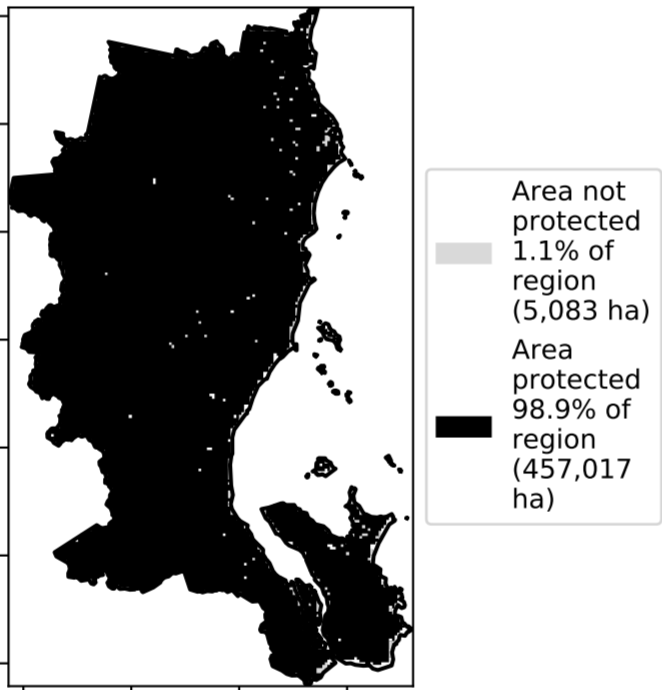 Area not
protected
1.1% of
region
(5,083 ha)
Area
protected
98.9% of
region
(457,017
ha)